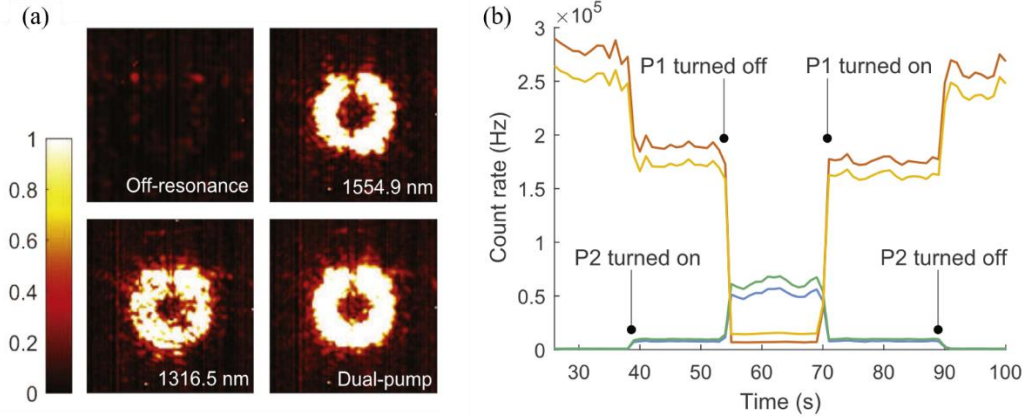 (a)
Off-resonance
1554.9 nm
1
0.8
0.6
0.4
0.2
0
1316.5 nm
Dual-pump
(b)
×10⁵
3
2.5
2
1.5
1
0.5
0
Count rate (Hz)
P1 turned off
P1 turned on
P2 turned on
P2 turned off
30 40 50 60 70 80 90 100
Time (s)